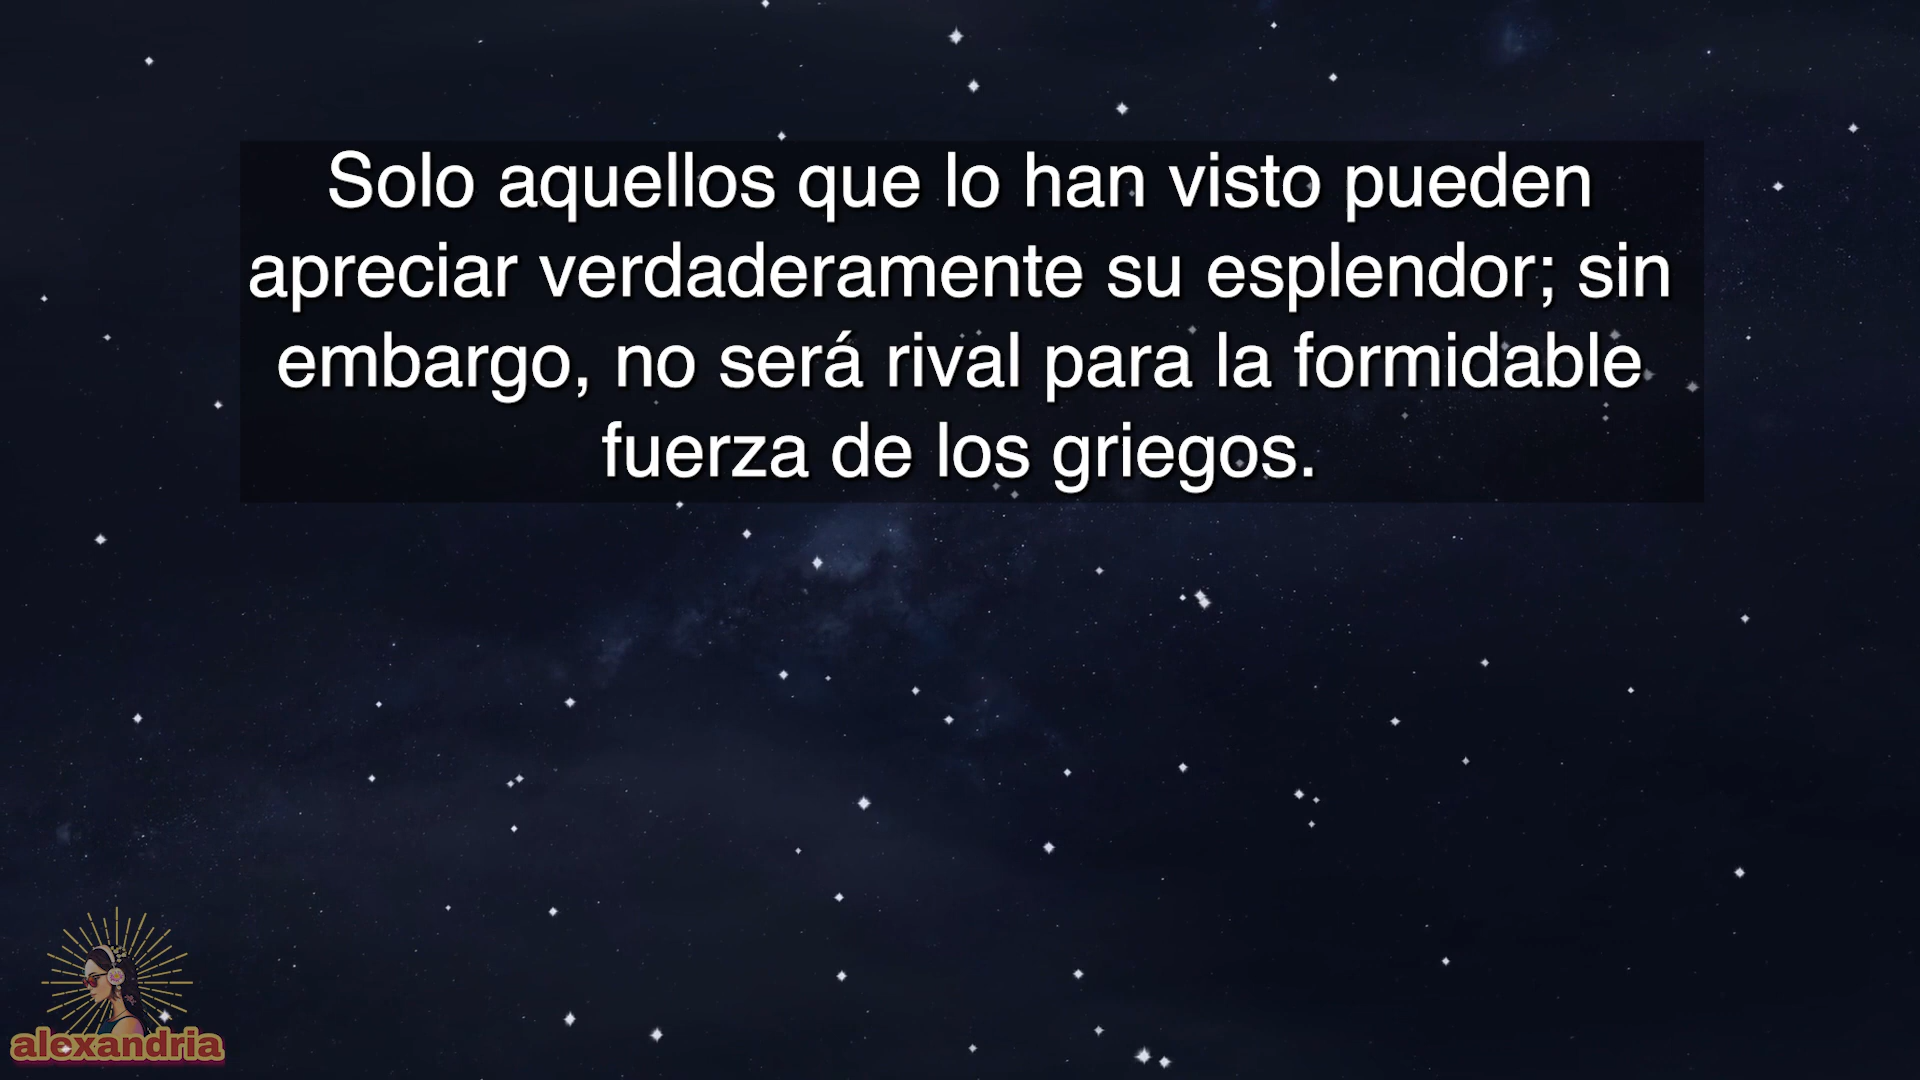 Solo aquellos que lo han visto pueden
apreciar verdaderamente su esplendor; sin
embargo, no será rival para la formidable
fuerza de los griegos.
alexandria